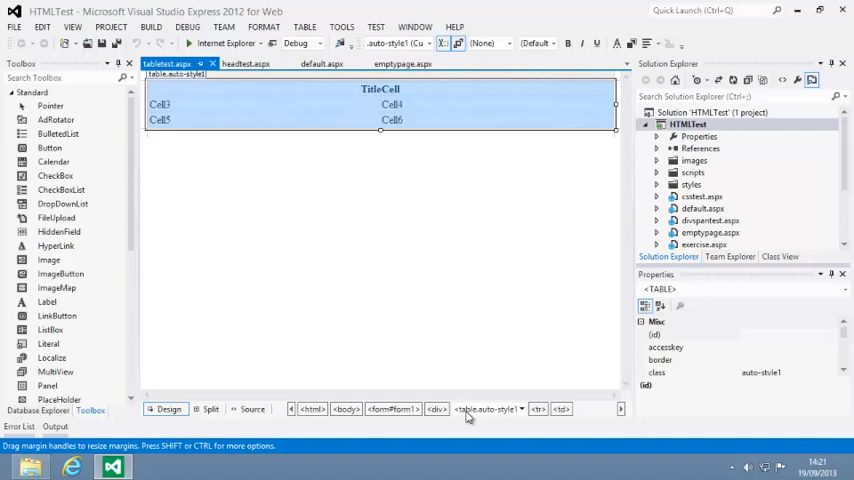 HTMLTest - Microsoft Visual Studio Express 2012 for Web
Quick Launch (Ctrl+Q)
FILE EDIT VIEW PROJECT BUILD DEBUG TEAM FORMAT TABLE TOOLS TEST WINDOW HELP
Internet Explorer Debug .auto-style1 (Cu (None) (Default B I U A
Toolbox
Search Toolbox
Standard
Pointer
AdRotator
BulletedList
Button
Calendar
CheckBox
CheckBoxList
DropDownList
FileUpload
HiddenField
HyperLink
Image
ImageButton
ImageMap
Label
LinkButton
ListBox
Literal
Localize
MultiView
Panel
PlaceHolder
Database Explorer Toolbox
Error List Output
tabletest.aspx headtest.aspx default.aspx emptypage.aspx
table.auto-style1
TitleCell
Cell3 Cell4
Cell5 Cell6
Design Split Source <html> <body> <form#form1> <div> <table.auto-style1> <tr> <td>
Solution Explorer
Search Solution Explorer (Ctrl+;)
Solution 'HTMLTest' (1 project)
HTMLTest
Properties
References
images
scripts
styles
csstest.aspx
default.aspx
divspantest.aspx
emptypage.aspx
exercise.aspx
Solution Explorer Team Explorer Class View
Properties
<TABLE>
Misc
(id)
accesskey
border
class auto-style1
(id)
Drag margin handles to resize margins. Press SHIFT or CTRL for more options.
14:21
19/09/2013